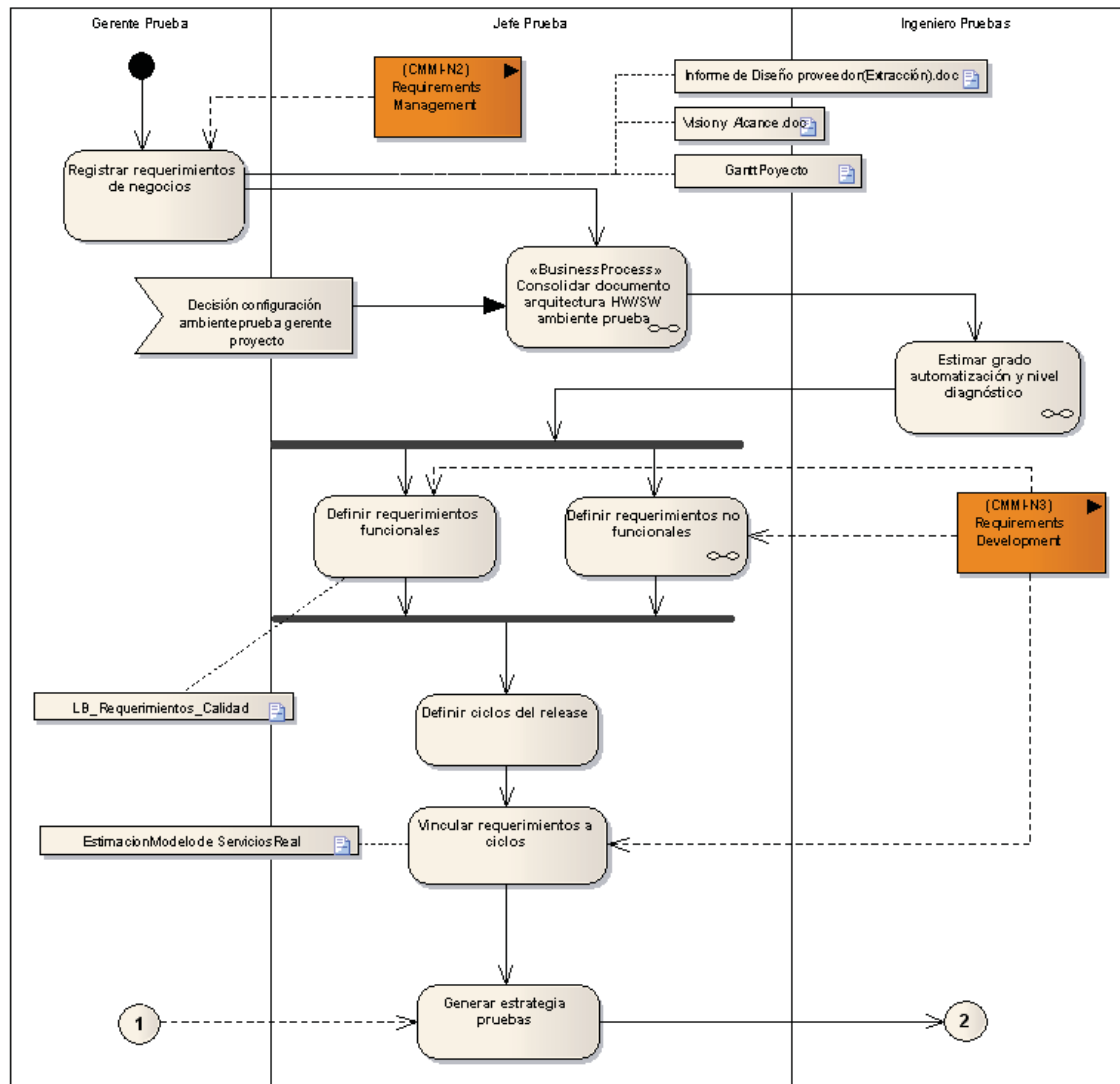 Gerente Prueba
Jefe Prueba
Ingeniero Pruebas
(CMMI-N2)
Requirements
Management
Informe de Diseño proveedor(Extracción).doc
Vision y Alcance.doc
Gantt Poyecto
Registrar requerimientos
de negocios
«BusinessProcess»
Consolidar documento
arquitectura HW/SW
ambiente prueba
Decisión configuración
ambiente prueba gerente
proyecto
Estimar grado
automatización y nivel
diagnóstico
Definir requerimientos
funcionales
Definir requerimientos no
funcionales
(CMMI-N3)
Requirements
Development
LB_Requerimientos_Calidad
Definir ciclos del release
Vincular requerimientos a
ciclos
EstimacionModelo de Servicios Real
Generar estrategia
pruebas
1
2